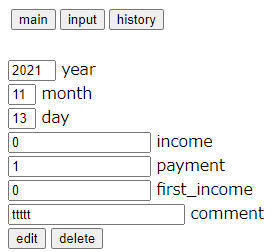 main input history
2021 year
11 month
13 day
0 income
1 payment
0 first_income
ttttt comment
edit delete